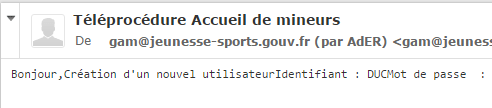 Téléprocédure Accueil de mineurs
De gam@jeunesse-sports.gouv.fr (par AdER) <gam@jeunes
Bonjour,Création d'un nouvel utilisateurIdentifiant : DUCMot de passe :